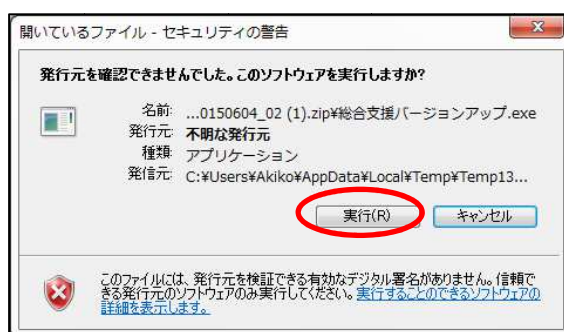 開いているファイル - セキュリティの警告
発行元を確認できませんでした。このソフトウェアを実行しますか?
名前: ...0150604_02 (1).zip¥総合支援バージョンアップ.exe
発行元: 不明な発行元
種類: アプリケーション
発信元: C:¥Users¥Akiko¥AppData¥Local¥Temp¥Temp13...
実行(R) キャンセル
このファイルには、発行元を検証できる有効なデジタル署名がありません。信頼で
きる発行元のソフトウェアのみ実行してください。実行することのできるソフトウェアの
詳細を表示します。